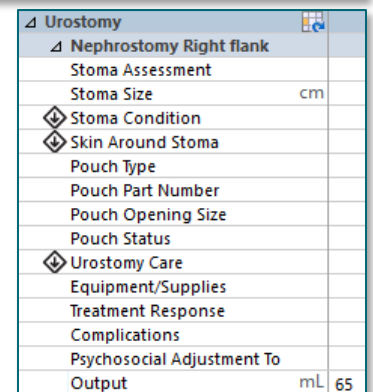 Urostomy
Nephrostomy Right flank
Stoma Assessment
Stoma Size cm
Stoma Condition
Skin Around Stoma
Pouch Type
Pouch Part Number
Pouch Opening Size
Pouch Status
Urostomy Care
Equipment/Supplies
Treatment Response
Complications
Psychosocial Adjustment To
Output mL 65